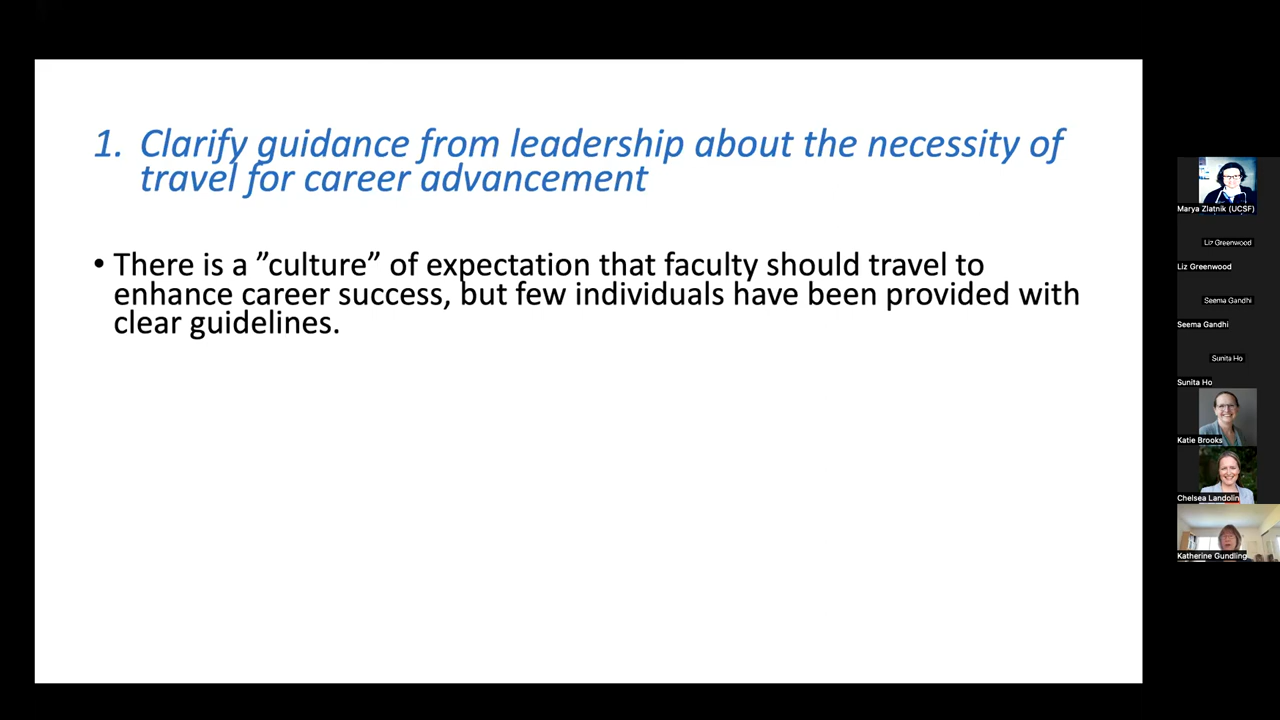 1. Clarify guidance from leadership about the necessity of
travel for career advancement
• There is a ”culture” of expectation that faculty should travel to
enhance career success, but few individuals have been provided with
clear guidelines.
Marya Zlatnik (UCSF)
Liz Greenwood
Liz Greenwood
Seema Gandhi
Seema Gandhi
Sunita Ho
Sunita Ho
Katie Brooks
Chelsea Landolin
Katherine Gundling